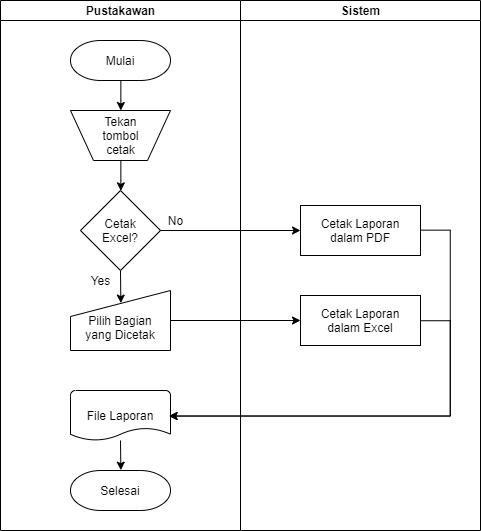 Pustakawan
Sistem
Mulai
Tekan
tombol
cetak
Cetak
Excel?
No
Cetak Laporan
dalam PDF
Yes
Pilih Bagian
yang Dicetak
Cetak Laporan
dalam Excel
File Laporan
Selesai